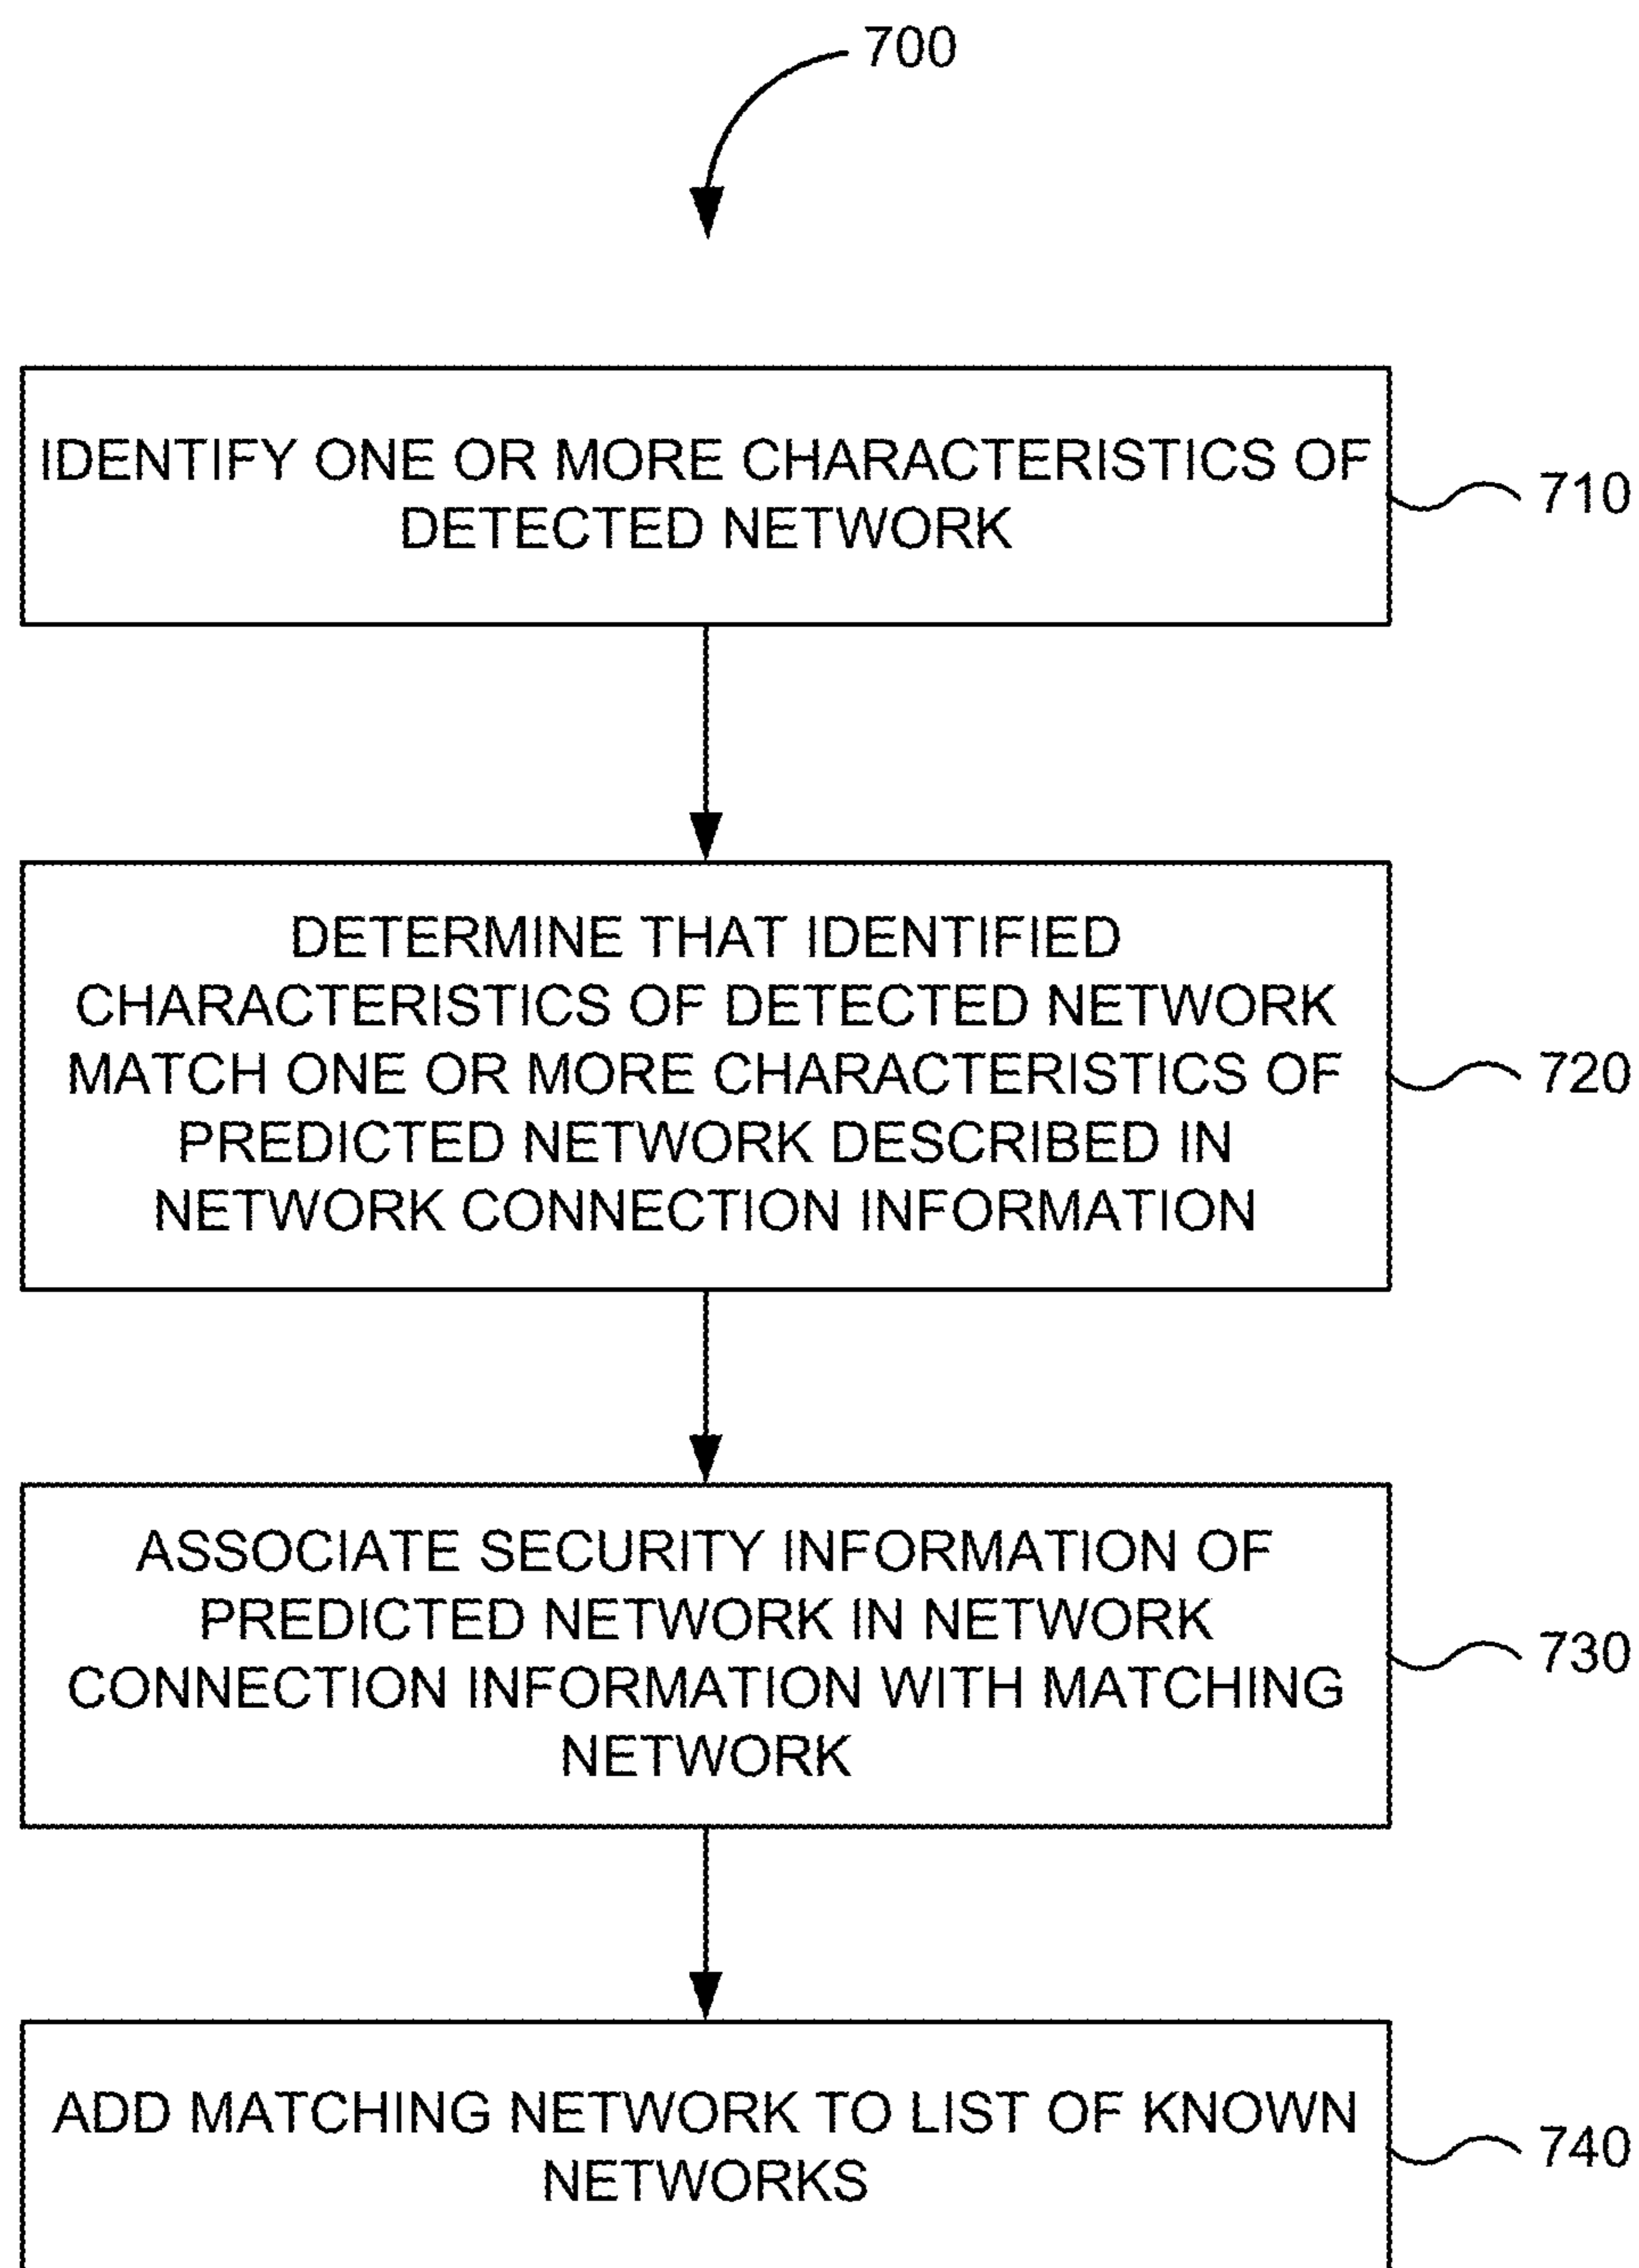 700
IDENTIFY ONE OR MORE CHARACTERISTICS OF
DETECTED NETWORK
710
DETERMINE THAT IDENTIFIED
CHARACTERISTICS OF DETECTED NETWORK
MATCH ONE OR MORE CHARACTERISTICS OF
PREDICTED NETWORK DESCRIBED IN
NETWORK CONNECTION INFORMATION
720
ASSOCIATE SECURITY INFORMATION OF
PREDICTED NETWORK IN NETWORK
CONNECTION INFORMATION WITH MATCHING
NETWORK
730
ADD MATCHING NETWORK TO LIST OF KNOWN
NETWORKS
740